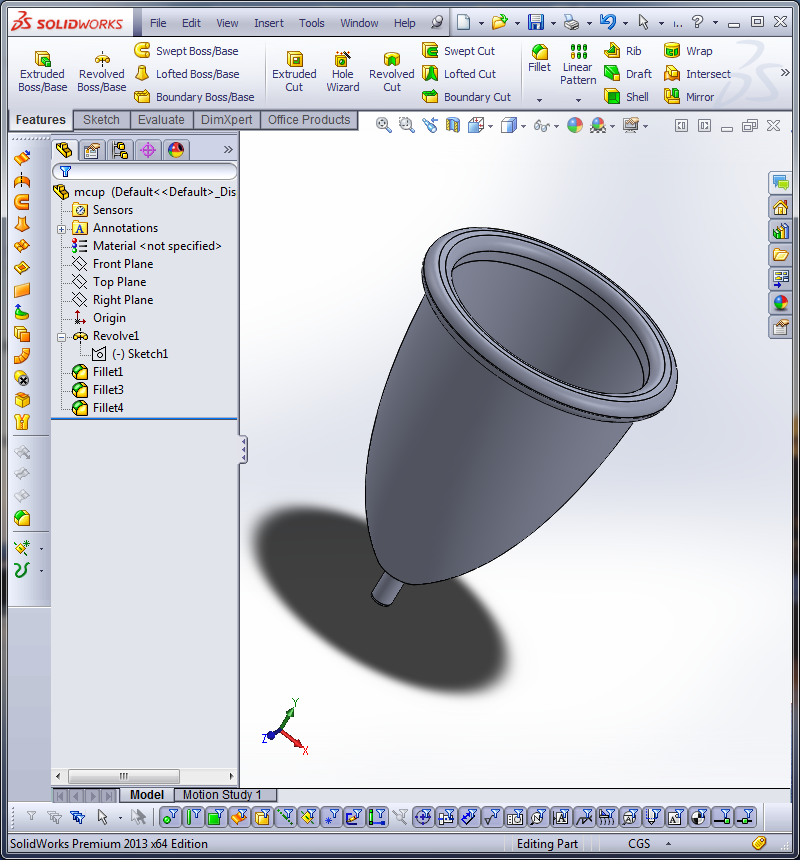 SOLIDWORKS File Edit View Insert Tools Window Help ... ?
Extruded Boss/Base
Revolved Boss/Base
Swept Boss/Base
Lofted Boss/Base
Boundary Boss/Base
Extruded Cut
Hole Wizard
Revolved Cut
Swept Cut
Lofted Cut
Boundary Cut
Fillet
Linear Pattern
Rib
Draft
Shell
Wrap
Intersect
Mirror
Features Sketch Evaluate DimXpert Office Products
mcup (Default<<Default>_Dis
Sensors
Annotations
Material <not specified>
Front Plane
Top Plane
Right Plane
Origin
Revolve1
(-) Sketch1
Fillet1
Fillet3
Fillet4
Y
Z
X
Model Motion Study 1
SolidWorks Premium 2013 x64 Edition Editing Part CGS